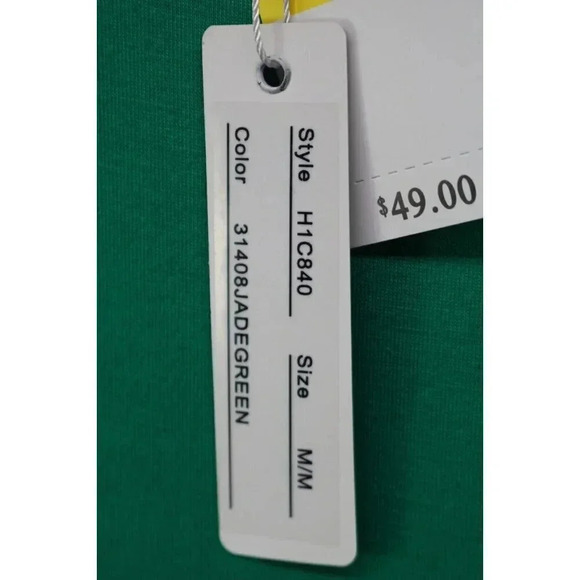 Style H1C840 Size M/M
Color 31408JADEGREEN
$49.00